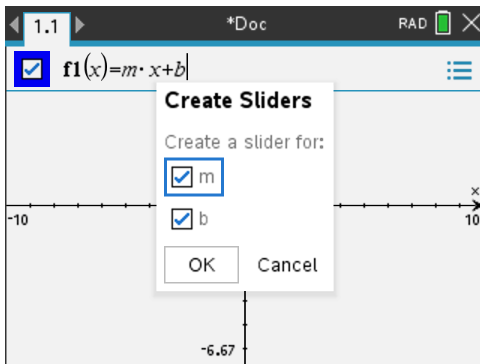 1.1 *Doc RAD
f1(x)=m· x+b
Create Sliders
Create a slider for:
m
b
OK Cancel
x
-10 10
-6.67